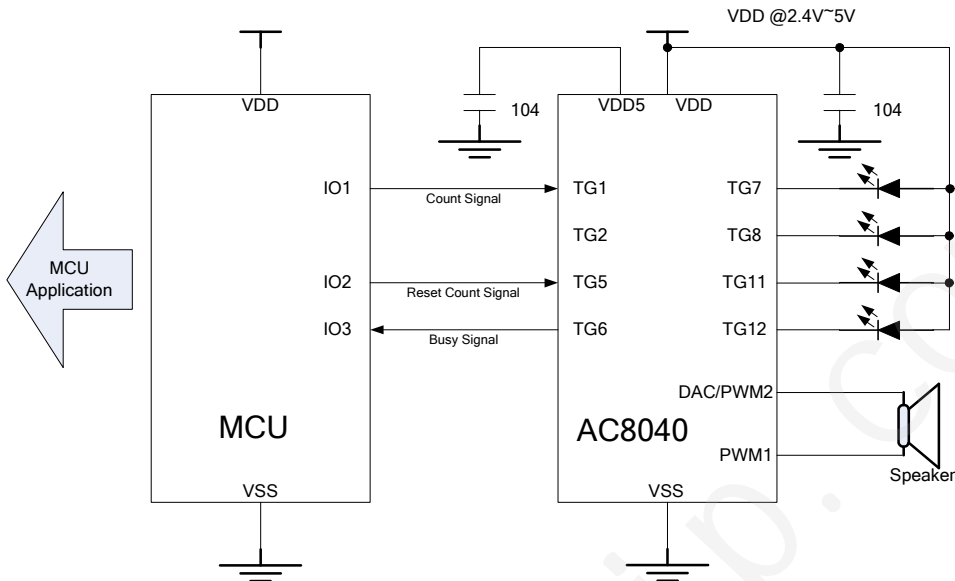 VDD @2.4V~5V
VDD
104
VDD5
VDD
104
IO1
Count Signal
TG1
TG7
TG2
TG8
MCU
Application
IO2
Reset Count Signal
TG5
TG11
IO3
Busy Signal
TG6
TG12
DAC/PWM2
MCU
AC8040
PWM1
Speaker
VSS
VSS